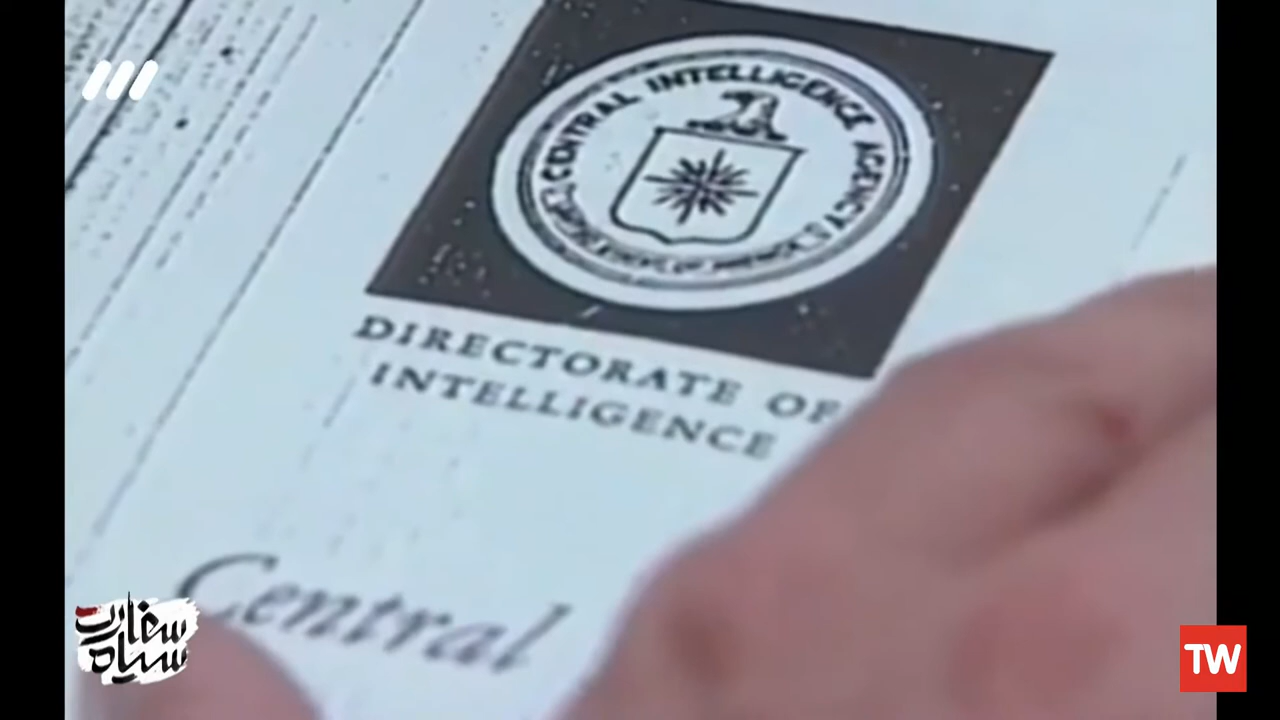 CENTRAL INTELLIGENCE AGENCY
DIRECTORATE OF
INTELLIGENCE
Central
سفارت
سیاه
TW